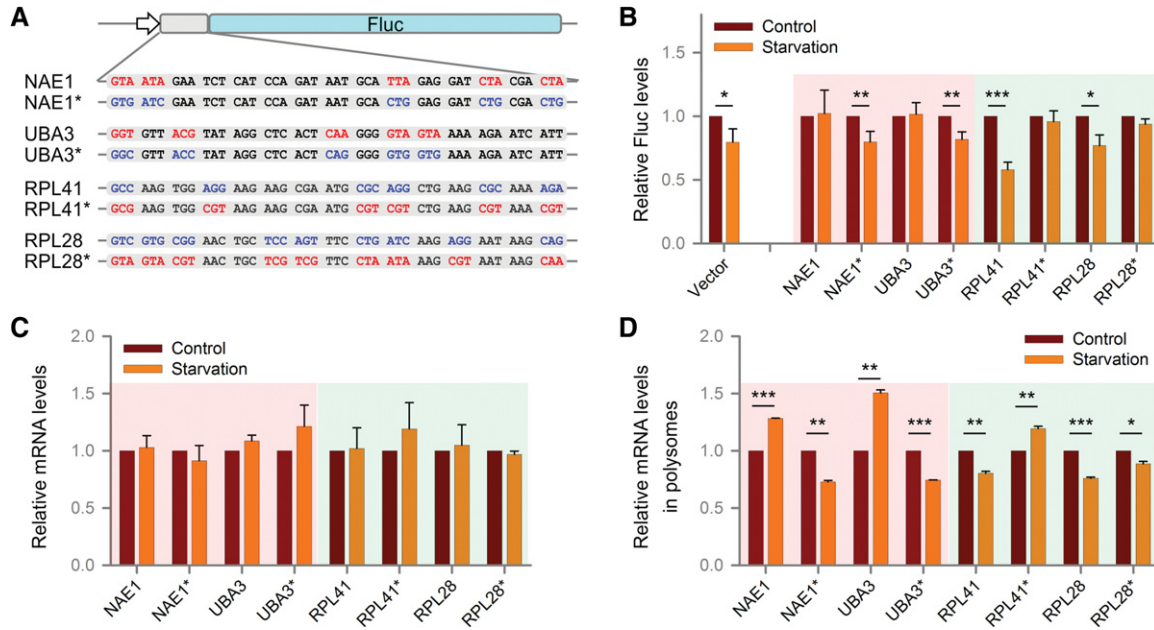 A
Fluc
NAE1 GTA ATA GAA TCT CAT CCA GAT AAT GCA TTA GAG GAT CTA CGA CTA
NAE1* GTG ATC GAA TCT CAT CCA GAT AAT GCA CTG GAG GAT CTG CGA CTG
UBA3 GGT GTT ACG TAT AGG CTC ACT CAA GGG GTA GTA AAA AGA ATC ATT
UBA3* GGC GTT ACC TAT AGG CTC ACT CAG GGG GTG GTG AAA AGA ATC ATT
RPL41 GCC AAG TGG AGG AAG AAG CGA ATG CGC AGG CTG AAG CGC AAA AGA
RPL41* GCG AAG TGG CGT AAG AAG CGA ATG CGT CGT CTG AAG CGT AAA CGT
RPL28 GTC GTG CGG AAC TGC TCC AGT TTC CTG ATC AAG AGG AAT AAG CAG
RPL28* GTA GTA CGT AAC TGC TCG TCG TTC CTA ATA AAG CGT AAT AAG CAA
B
Control
Starvation
Relative Fluc levels
1.5
1.0
0.5
0.0
* ** ** *** *
Vector NAE1 NAE1* UBA3 UBA3* RPL41 RPL41* RPL28 RPL28*
C
Control
Starvation
Relative mRNA levels
2.0
1.5
1.0
0.5
0.0
NAE1 NAE1* UBA3 UBA3* RPL41 RPL41* RPL28 RPL28*
D
Control
Starvation
Relative mRNA levels
in polysomes
2.0
1.5
1.0
0.5
0.0
*** ** ** *** ** ** *** *
NAE1 NAE1* UBA3 UBA3* RPL41 RPL41* RPL28 RPL28*